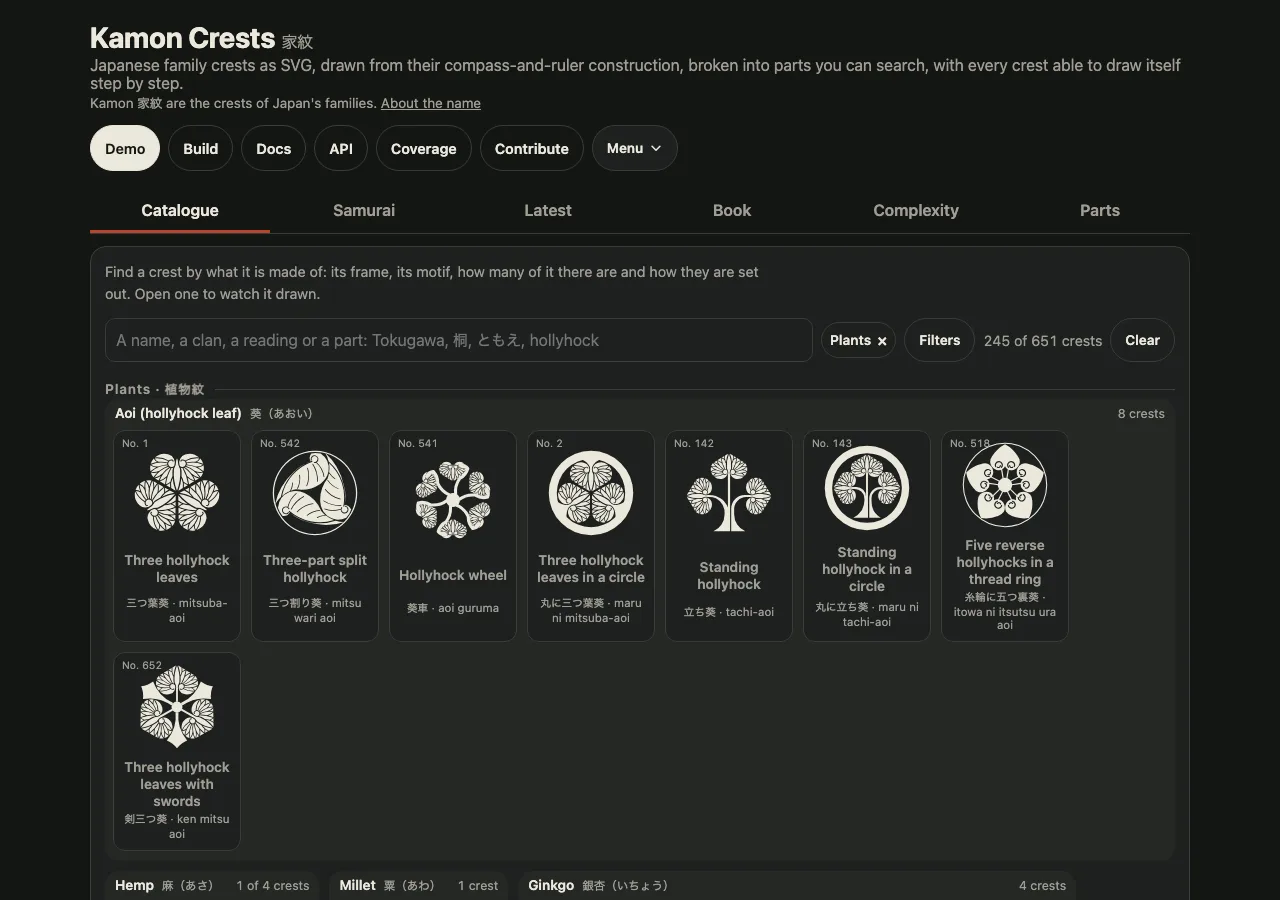 Kamon Crests 家紋
Japanese family crests as SVG, drawn from their compass-and-ruler construction, broken into parts you can search, with every crest able to draw itself
step by step.
Kamon 家紋 are the crests of Japan's families. About the name
Demo Build Docs API Coverage Contribute Menu
Catalogue Samurai Latest Book Complexity Parts
Find a crest by what it is made of: its frame, its motif, how many of it there are and how they are set
out. Open one to watch it drawn.
A name, a clan, a reading or a part: Tokugawa, 桐, ともえ, hollyhock
Plants × Filters 245 of 651 crests Clear
Plants · 植物紋
Aoi (hollyhock leaf) 葵（あおい） 8 crests
No. 1
Three hollyhock
leaves
三つ葉葵 · mitsuba-
aoi
No. 542
Three-part split
hollyhock
三つ割り葵 · mitsu
wari aoi
No. 541
Hollyhock wheel
葵車 · aoi guruma
No. 2
Three hollyhock
leaves in a circle
丸に三つ葉葵 · maru
ni mitsuba-aoi
No. 142
Standing
hollyhock
立ち葵 · tachi-aoi
No. 143
Standing
hollyhock in a
circle
丸に立ち葵 · maru ni
tachi-aoi
No. 518
Five reverse
hollyhocks in a
thread ring
糸輪に五つ裏葵 ·
itowa ni itsutsu ura
aoi
No. 652
Three hollyhock
leaves with
swords
剣三つ葵 · ken mitsu
aoi
Hemp 麻（あさ） 1 of 4 crests
Millet 粟（あわ） 1 crest
Ginkgo 銀杏（いちょう） 4 crests